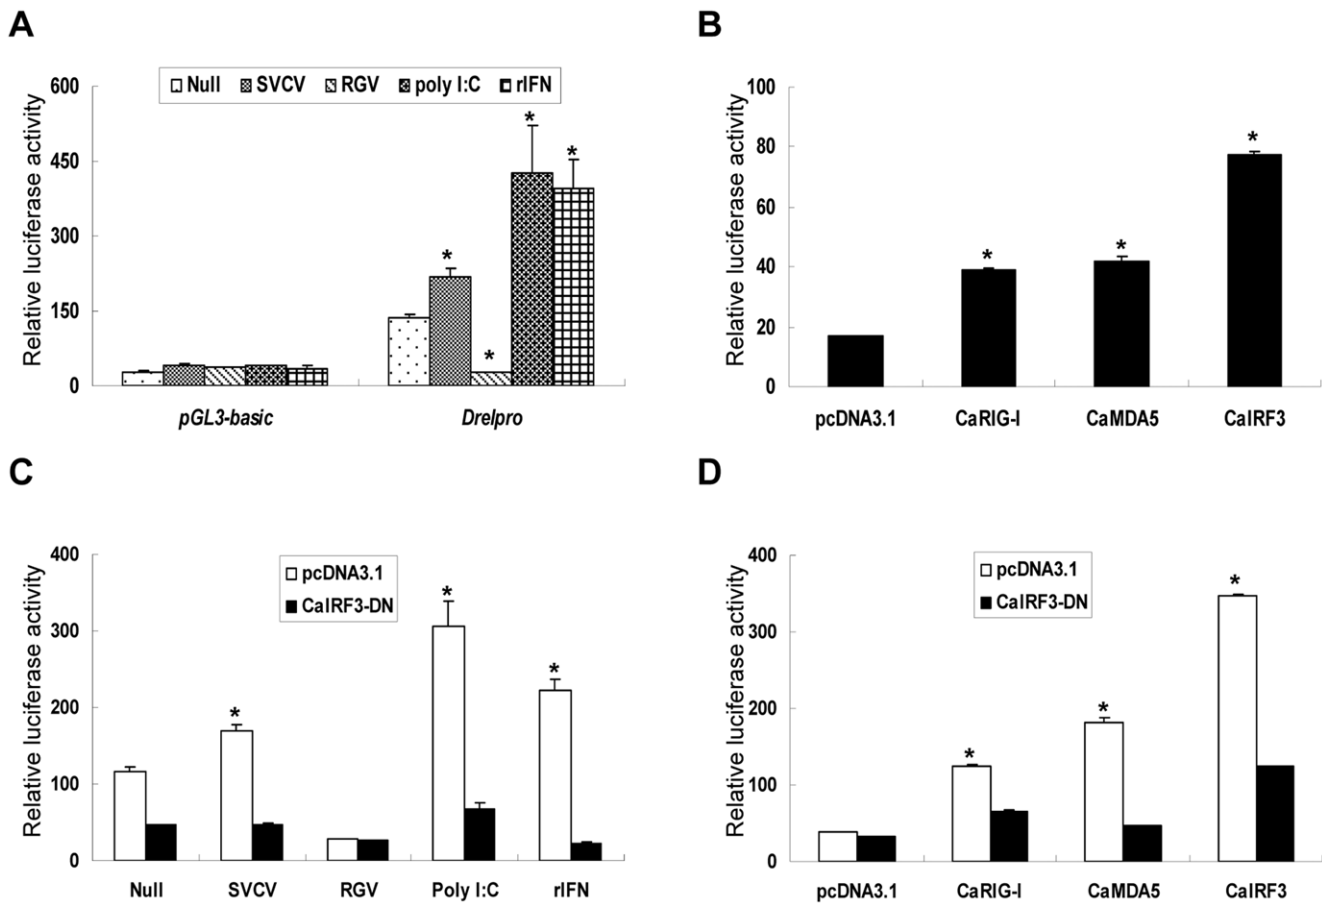 A
Relative luciferase activity
600
450
300
150
0
Null SVCV RGV poly I:C rIFN
*
*
*
*
pGL3-basic Drelpro
B
Relative luciferase activity
100
80
60
40
20
0
*
*
*
pcDNA3.1 CaRIG-I CaMDA5 CaIRF3
C
Relative luciferase activity
400
300
200
100
0
pcDNA3.1
CaIRF3-DN
*
*
*
Null SVCV RGV Poly I:C rIFN
D
Relative luciferase activity
400
300
200
100
0
pcDNA3.1
CaIRF3-DN
*
*
*
pcDNA3.1 CaRIG-I CaMDA5 CaIRF3